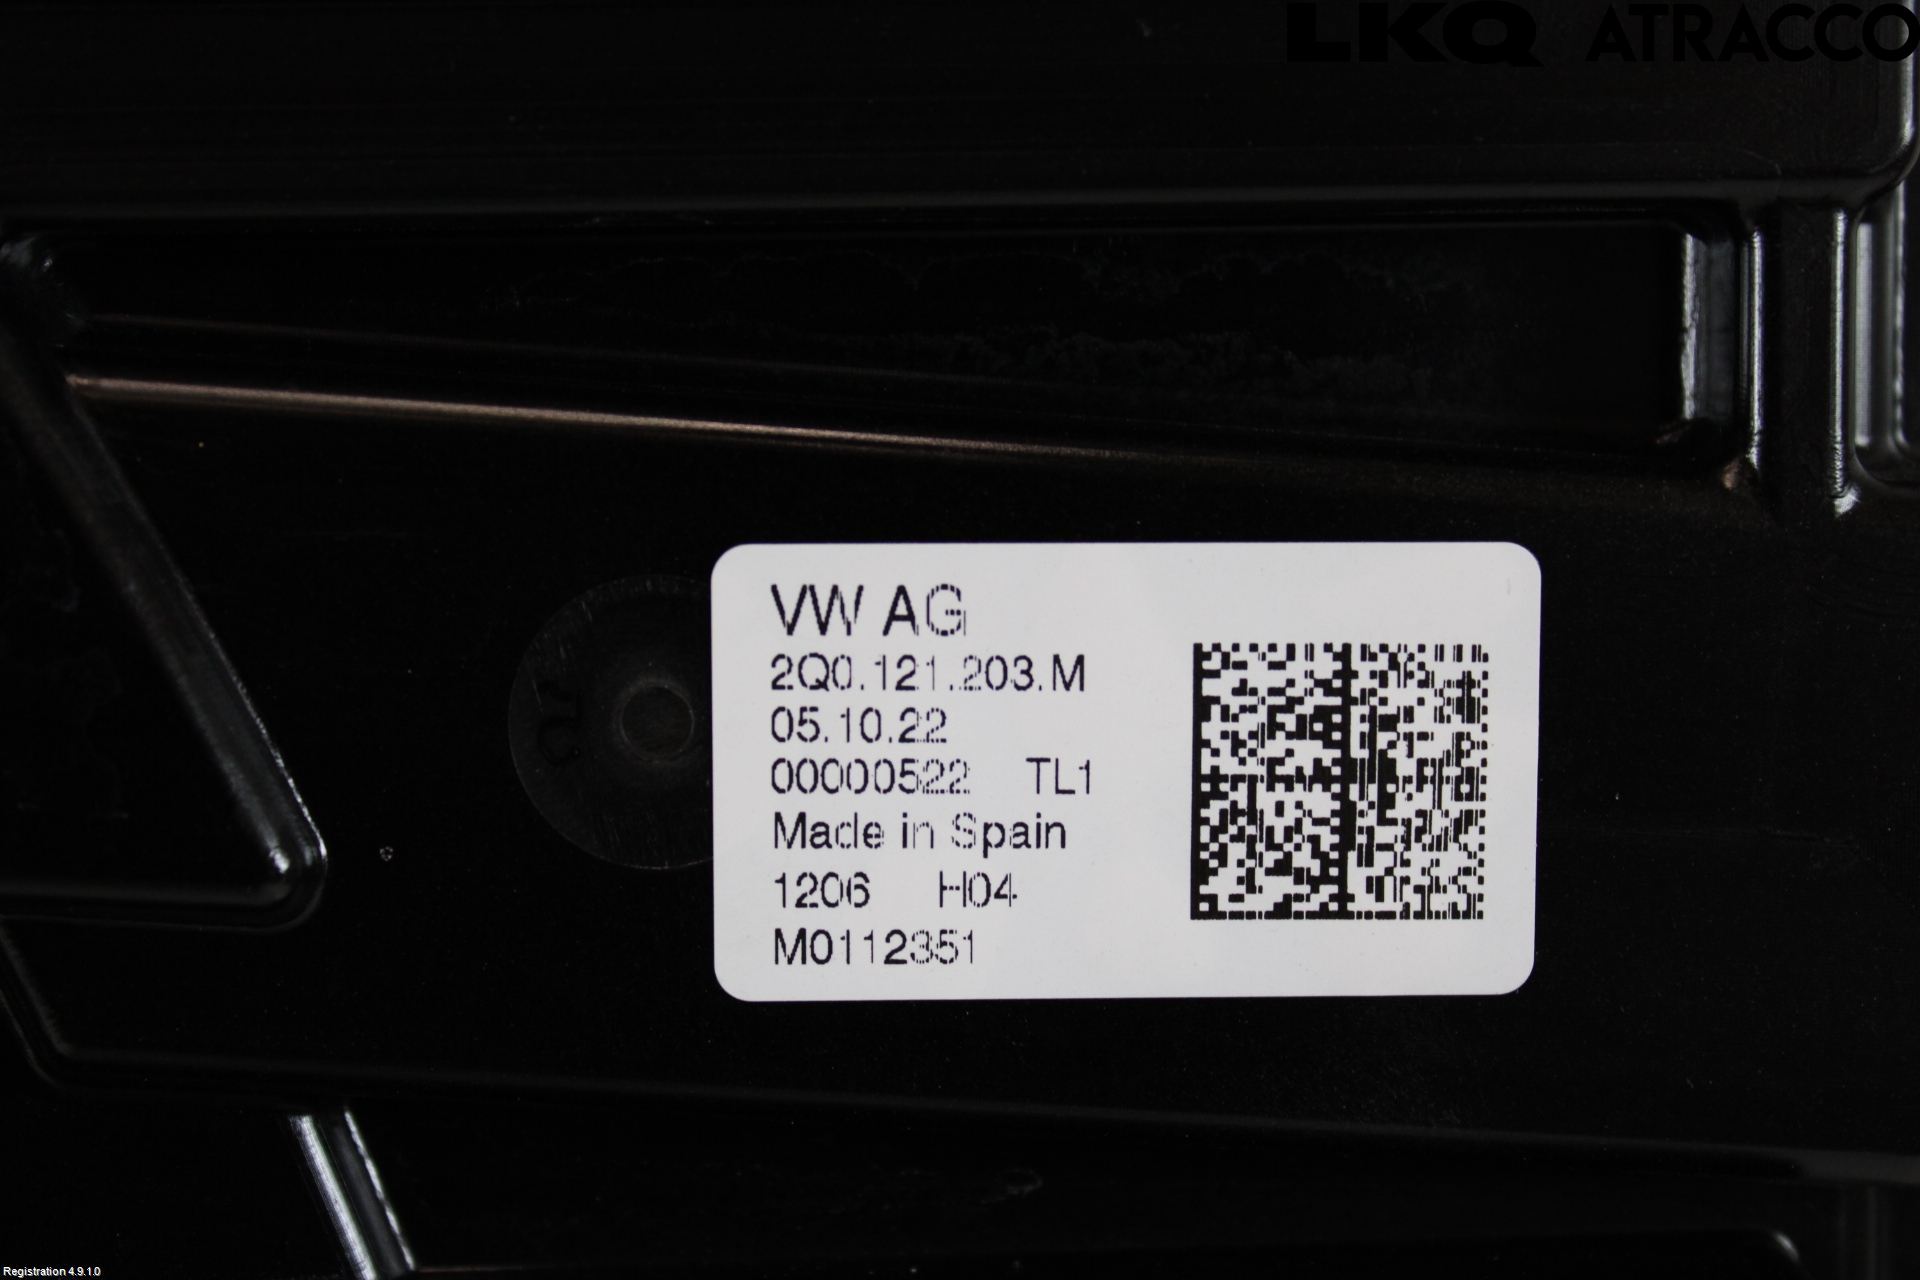 LKQ ATRACCO
VW AG
2Q0.121.203.M
05.10.22
00000522 TL1
Made in Spain
1206 H04
M0112351
Registration 4.9.1.0